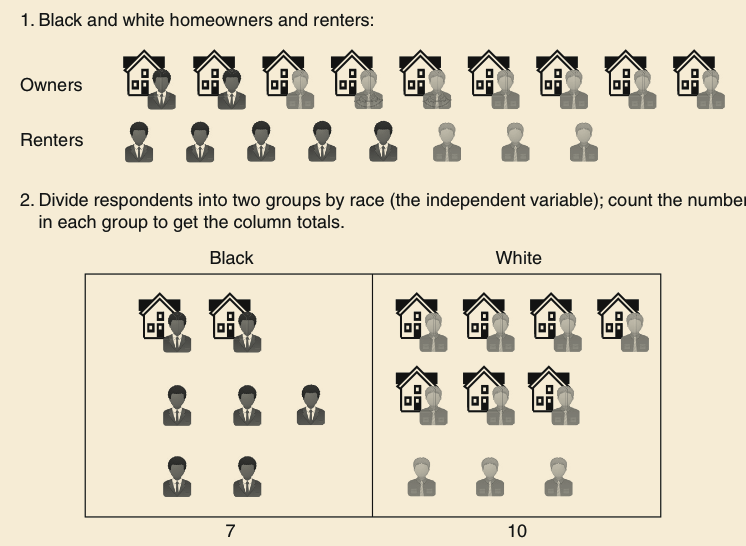 1. Black and white homeowners and renters:
Owners
Renters
2. Divide respondents into two groups by race (the independent variable); count the number
in each group to get the column totals.
Black White
7 10